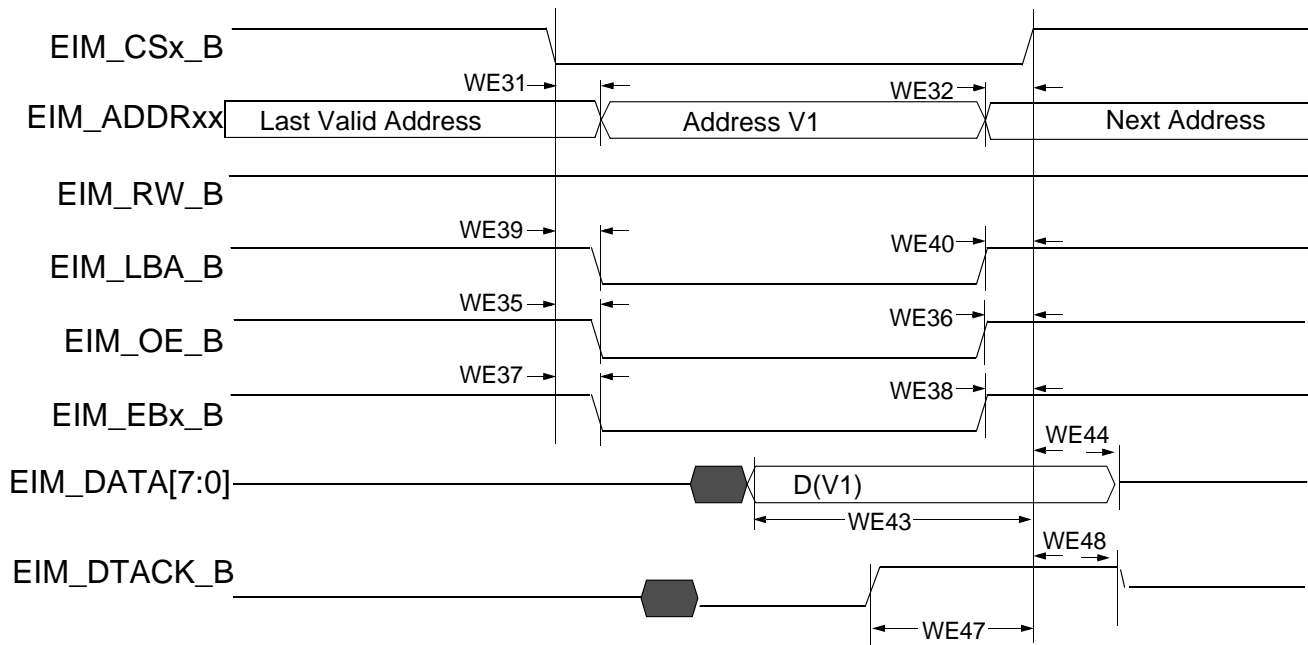 EIM_CSx_B
WE31
WE32
EIM_ADDRxx
Last Valid Address
Address V1
Next Address
EIM_RW_B
WE39
WE40
EIM_LBA_B
WE35
WE36
EIM_OE_B
WE37
WE38
EIM_EBx_B
WE44
EIM_DATA[7:0]
D(V1)
WE43
WE48
EIM_DTACK_B
WE47